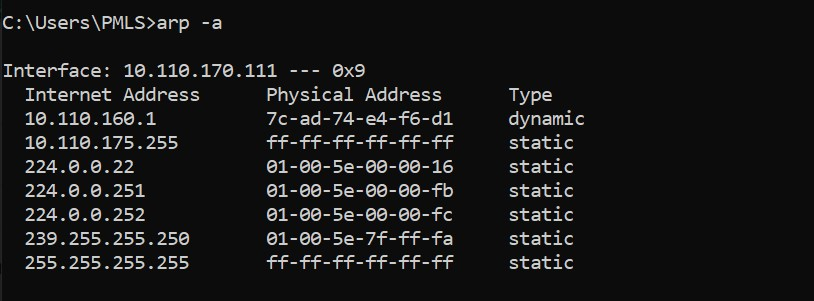 C:\Users\PMLS>arp -a
Interface: 10.110.170.111 --- 0x9
Internet Address Physical Address Type
10.110.160.1 7c-ad-74-e4-f6-d1 dynamic
10.110.175.255 ff-ff-ff-ff-ff-ff static
224.0.0.22 01-00-5e-00-00-16 static
224.0.0.251 01-00-5e-00-00-fb static
224.0.0.252 01-00-5e-00-00-fc static
239.255.255.250 01-00-5e-7f-ff-fa static
255.255.255.255 ff-ff-ff-ff-ff-ff static